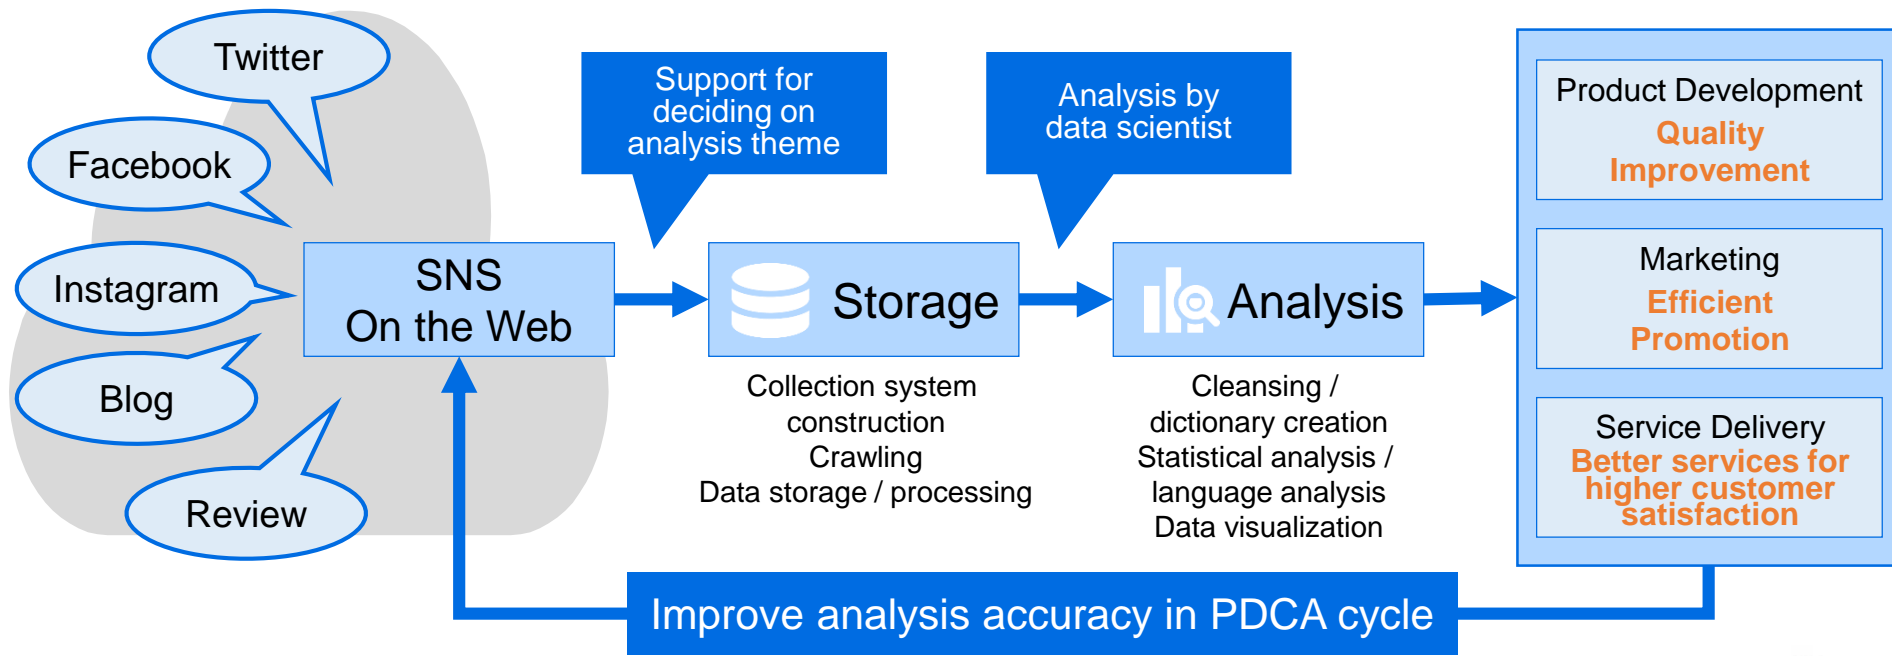 Twitter
Facebook
Instagram
Blog
Review
SNS
On the Web
Support for
deciding on
analysis theme
Storage
Collection system
construction
Crawling
Data storage / processing
Analysis by
data scientist
Analysis
Cleansing /
dictionary creation
Statistical analysis /
language analysis
Data visualization
Product Development
Quality
Improvement
Marketing
Efficient
Promotion
Service Delivery
Better services for
higher customer
satisfaction
Improve analysis accuracy in PDCA cycle